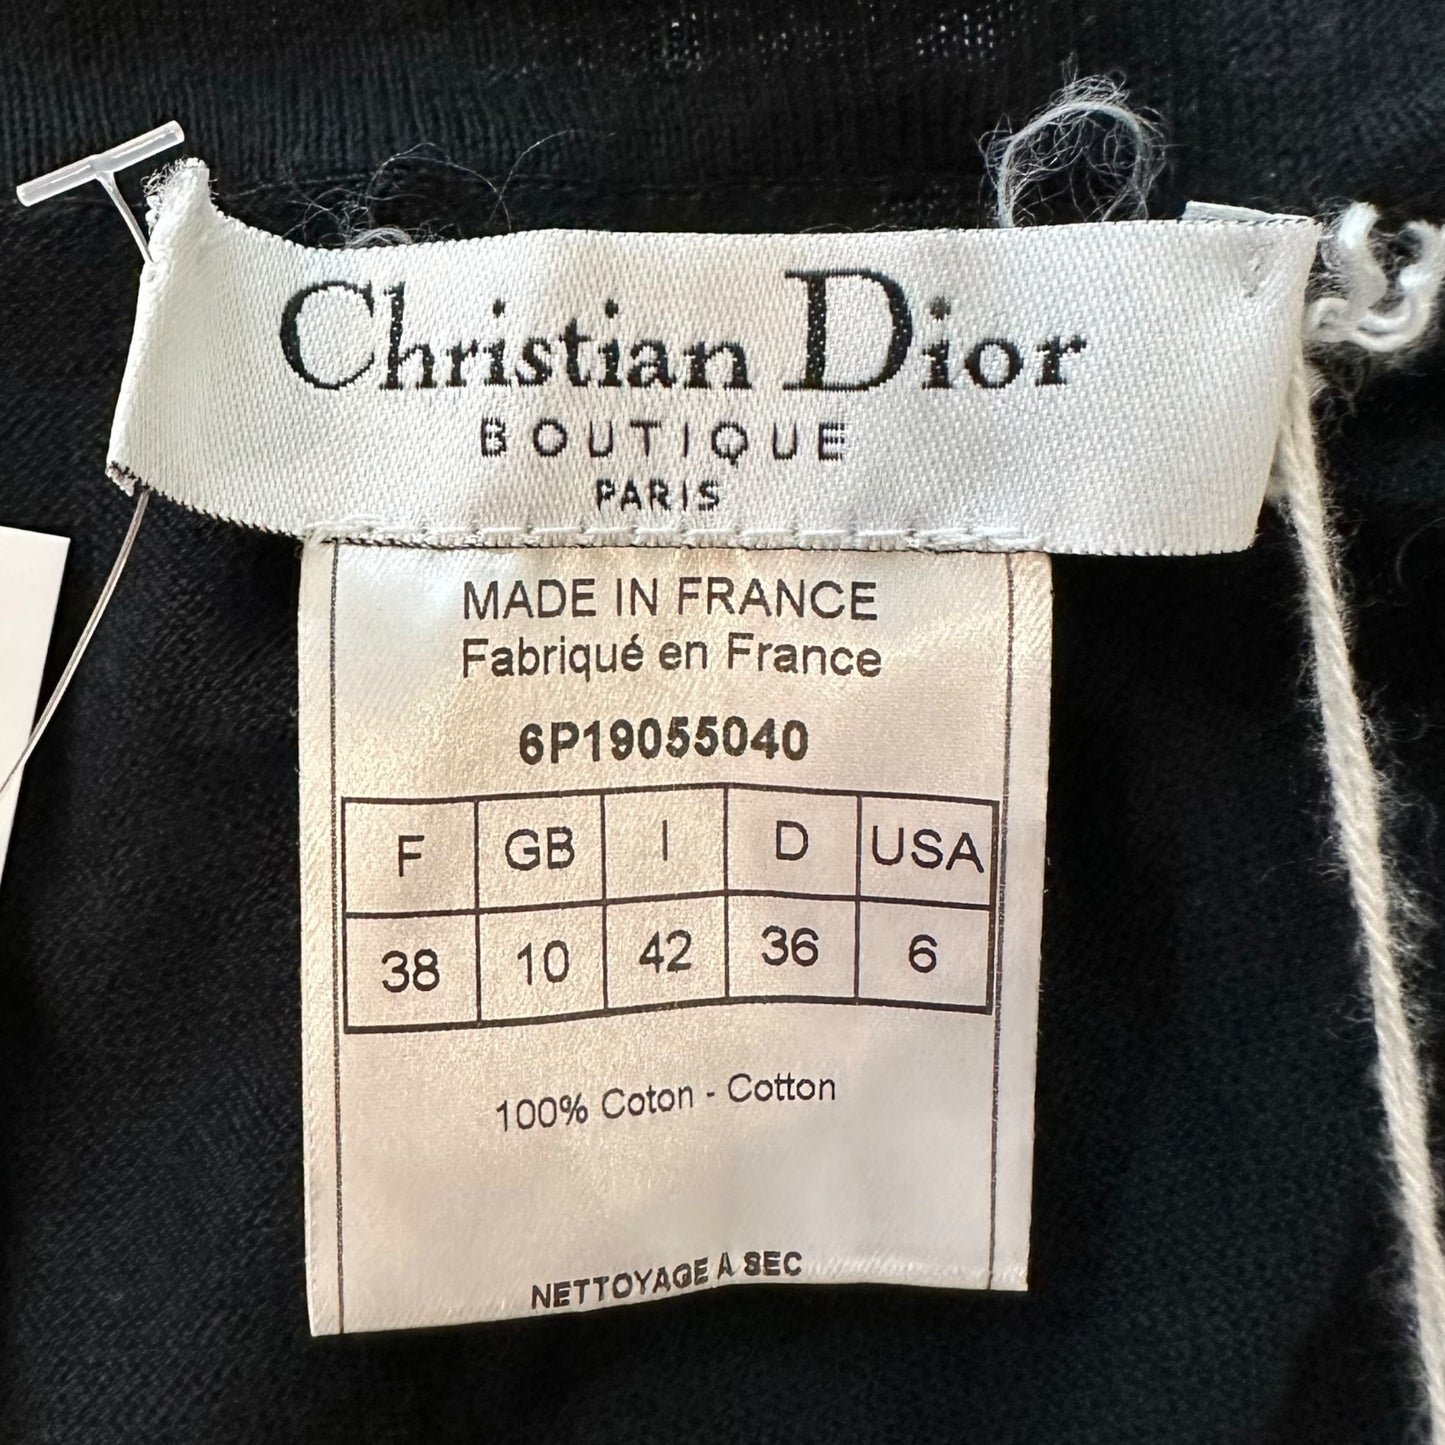 Christian Dior
BOUTIQUE
PARIS
MADE IN FRANCE
Fabriqué en France
6P19055040
F GB I D USA
38 10 42 36 6
100% Coton - Cotton
NETTOYAGE A SEC